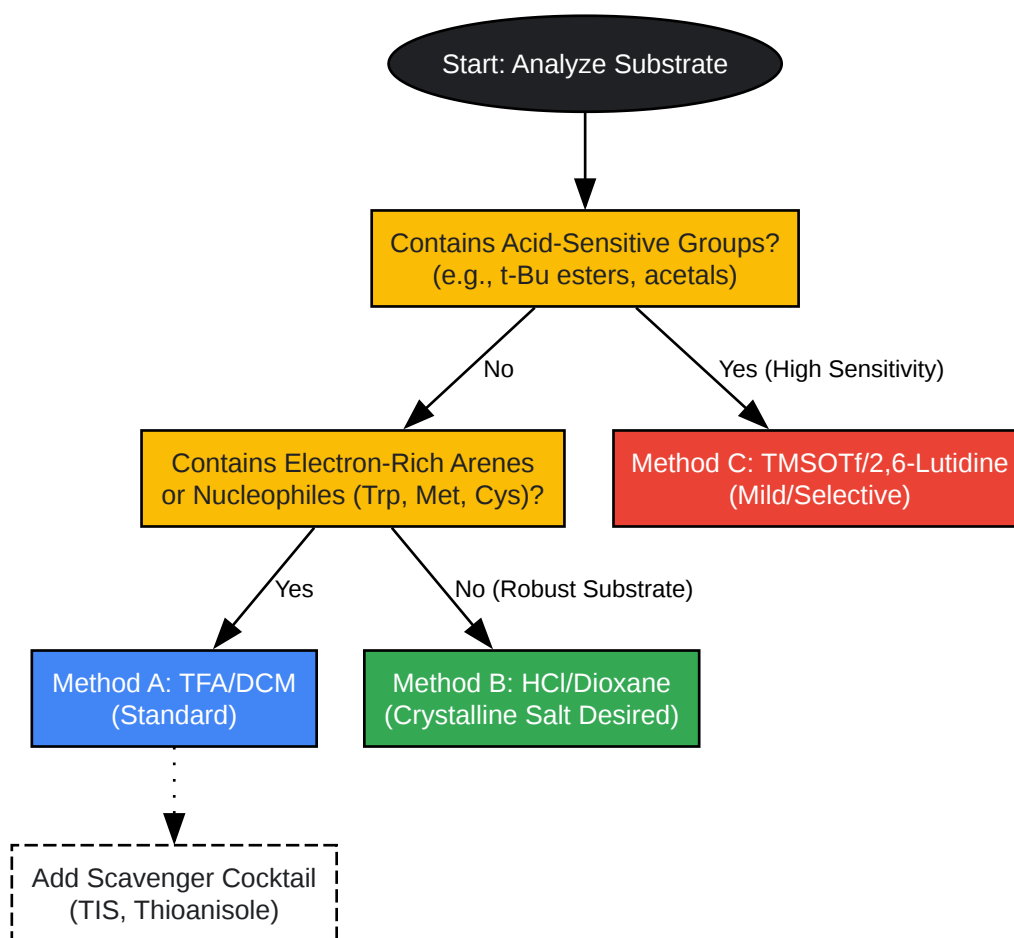 Start: Analyze Substrate
Contains Acid-Sensitive Groups?
(e.g., t-Bu esters, acetals)
No
Yes (High Sensitivity)
Contains Electron-Rich Arenes
or Nucleophiles (Trp, Met, Cys)?
Method C: TMSOTf/2,6-Lutidine
(Mild/Selective)
Yes
No (Robust Substrate)
Method A: TFA/DCM
(Standard)
Method B: HCl/Dioxane
(Crystalline Salt Desired)
Add Scavenger Cocktail
(TIS, Thioanisole)